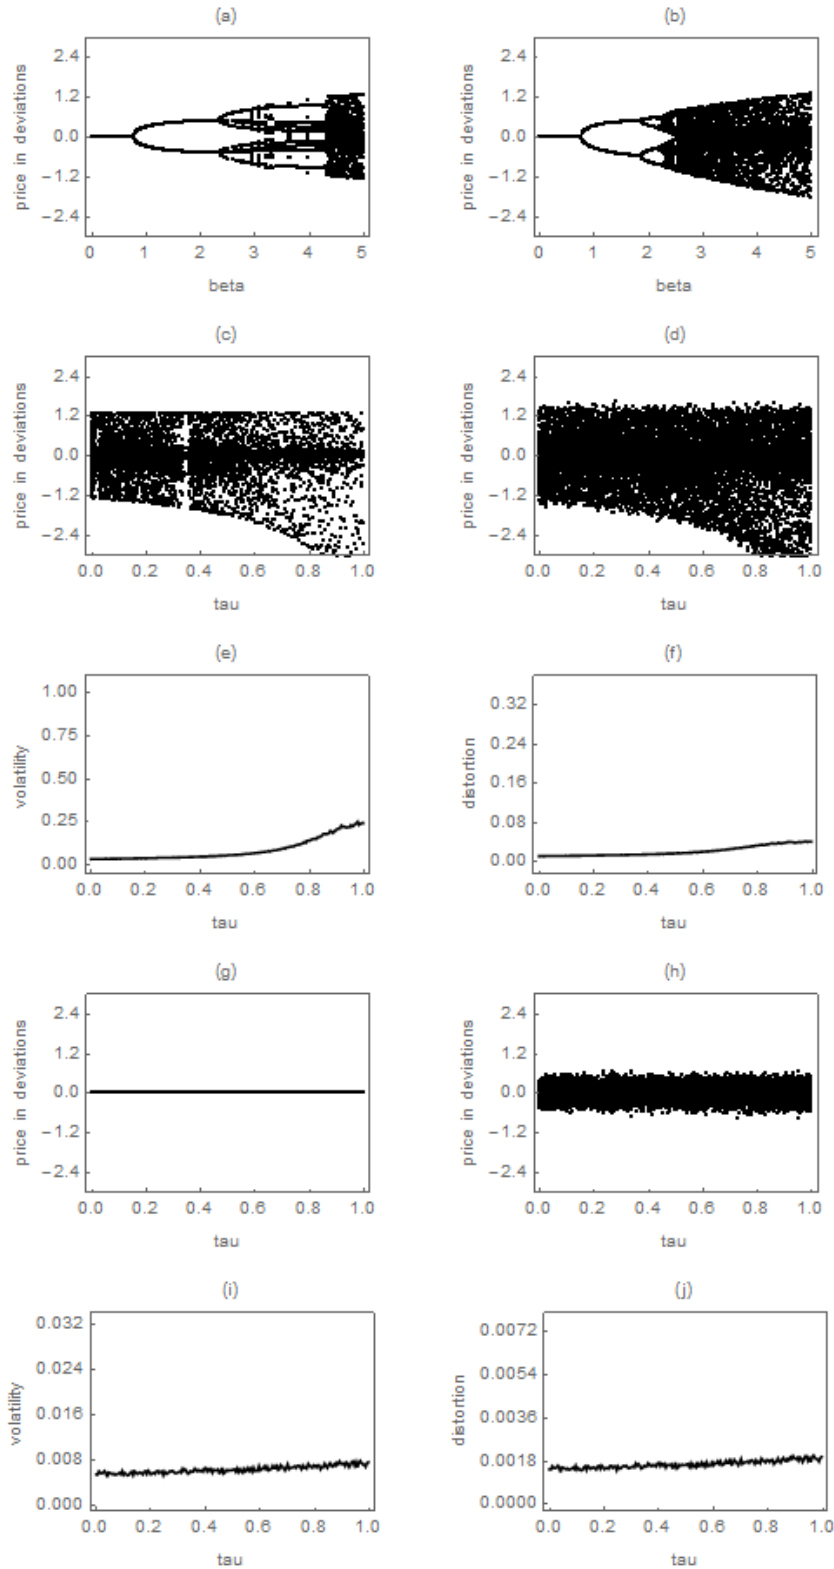 (a) (b)
price in deviations
2.4
1.2
0.0
−1.2
−2.4
0 1 2 3 4 5
beta
price in deviations
2.4
1.2
0.0
−1.2
−2.4
0 1 2 3 4 5
beta
(c) (d)
price in deviations
2.4
1.2
0.0
−1.2
−2.4
0.0 0.2 0.4 0.6 0.8 1.0
tau
price in deviations
2.4
1.2
0.0
−1.2
−2.4
0.0 0.2 0.4 0.6 0.8 1.0
tau
(e) (f)
volatility
1.00
0.75
0.50
0.25
0.00
0.0 0.2 0.4 0.6 0.8 1.0
tau
distortion
0.32
0.24
0.16
0.08
0.00
0.0 0.2 0.4 0.6 0.8 1.0
tau
(g) (h)
price in deviations
2.4
1.2
0.0
−1.2
−2.4
0.0 0.2 0.4 0.6 0.8 1.0
tau
price in deviations
2.4
1.2
0.0
−1.2
−2.4
0.0 0.2 0.4 0.6 0.8 1.0
tau
(i) (j)
volatility
0.032
0.024
0.016
0.008
0.000
0.0 0.2 0.4 0.6 0.8 1.0
tau
distortion
0.0072
0.0054
0.0036
0.0018
0.0000
0.0 0.2 0.4 0.6 0.8 1.0
tau